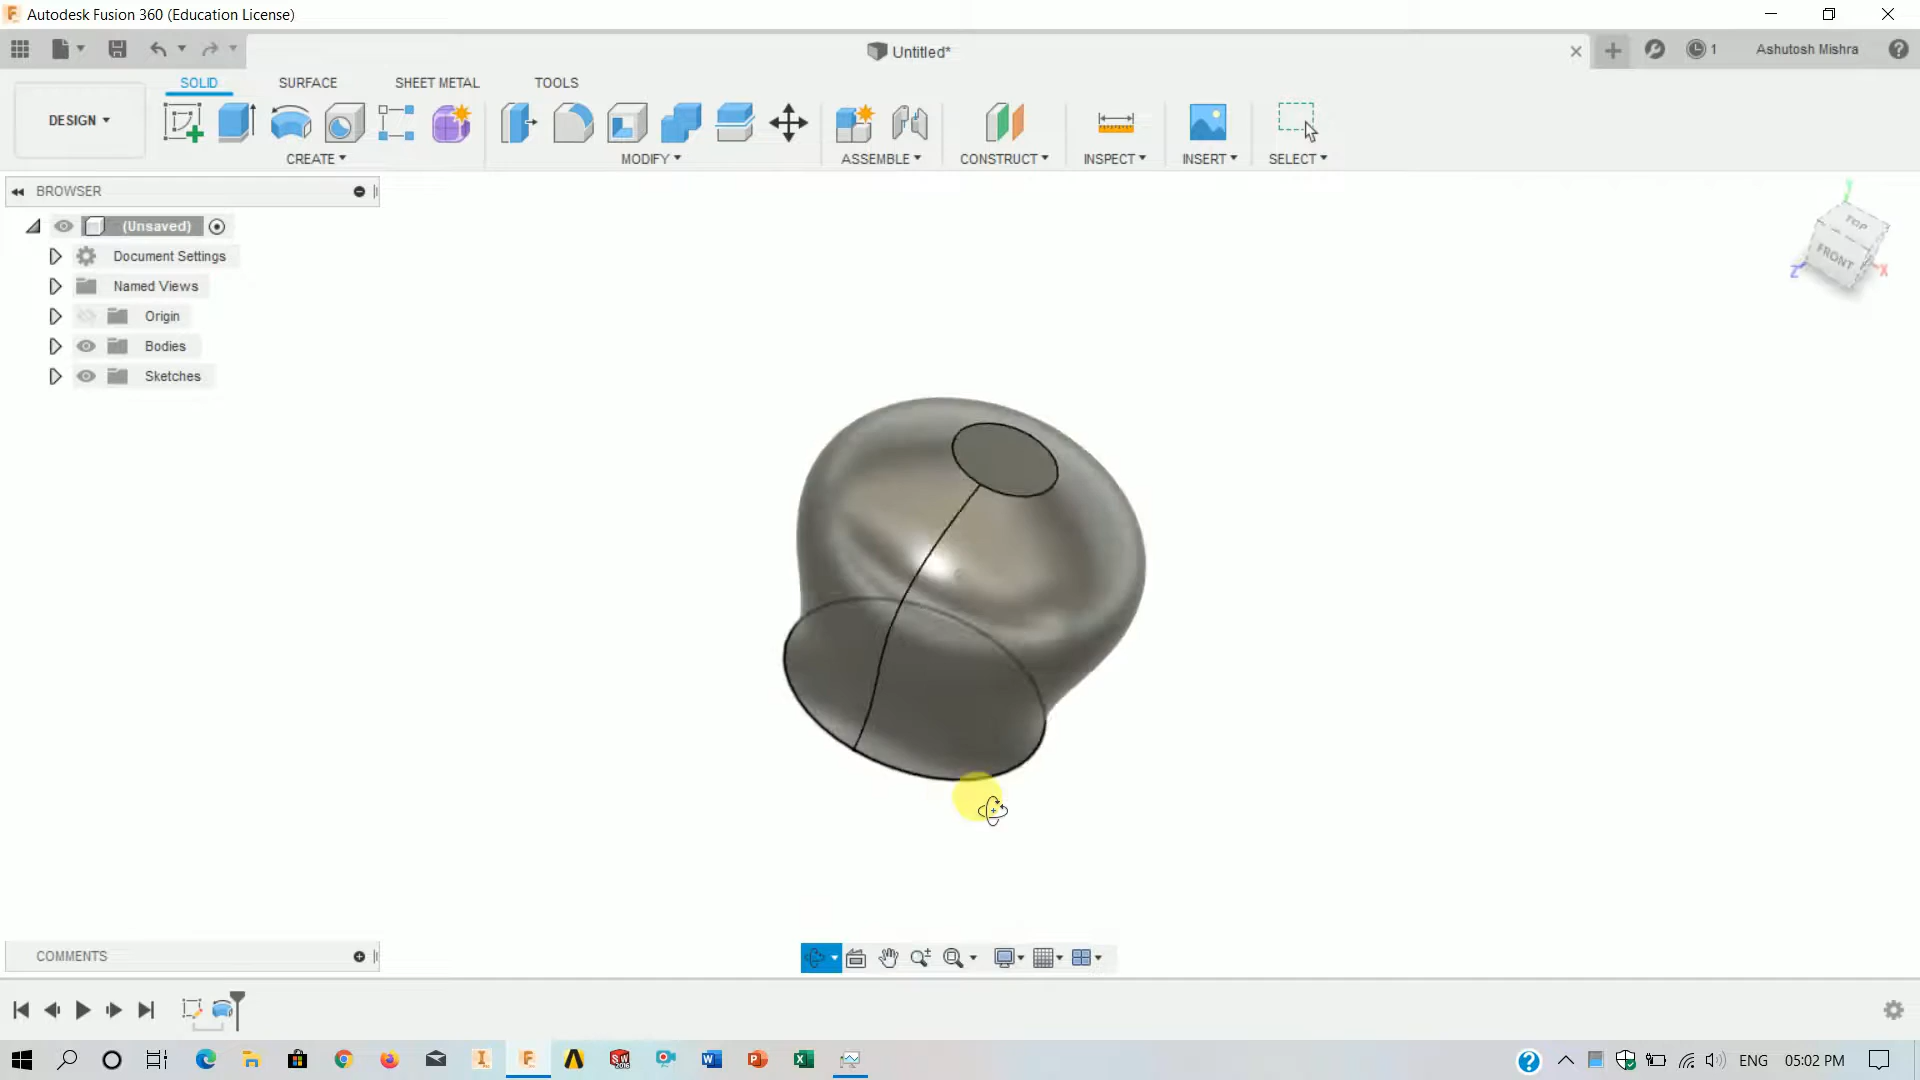 Autodesk Fusion 360 (Education License)
Untitled*
1
Ashutosh Mishra
DESIGN
SOLID
SURFACE
SHEET METAL
TOOLS
CREATE
MODIFY
ASSEMBLE
CONSTRUCT
INSPECT
INSERT
SELECT
BROWSER
(Unsaved)
Document Settings
Named Views
Origin
Bodies
Sketches
Y
TOP
FRONT
Z
X
COMMENTS
ENG
05:02 PM